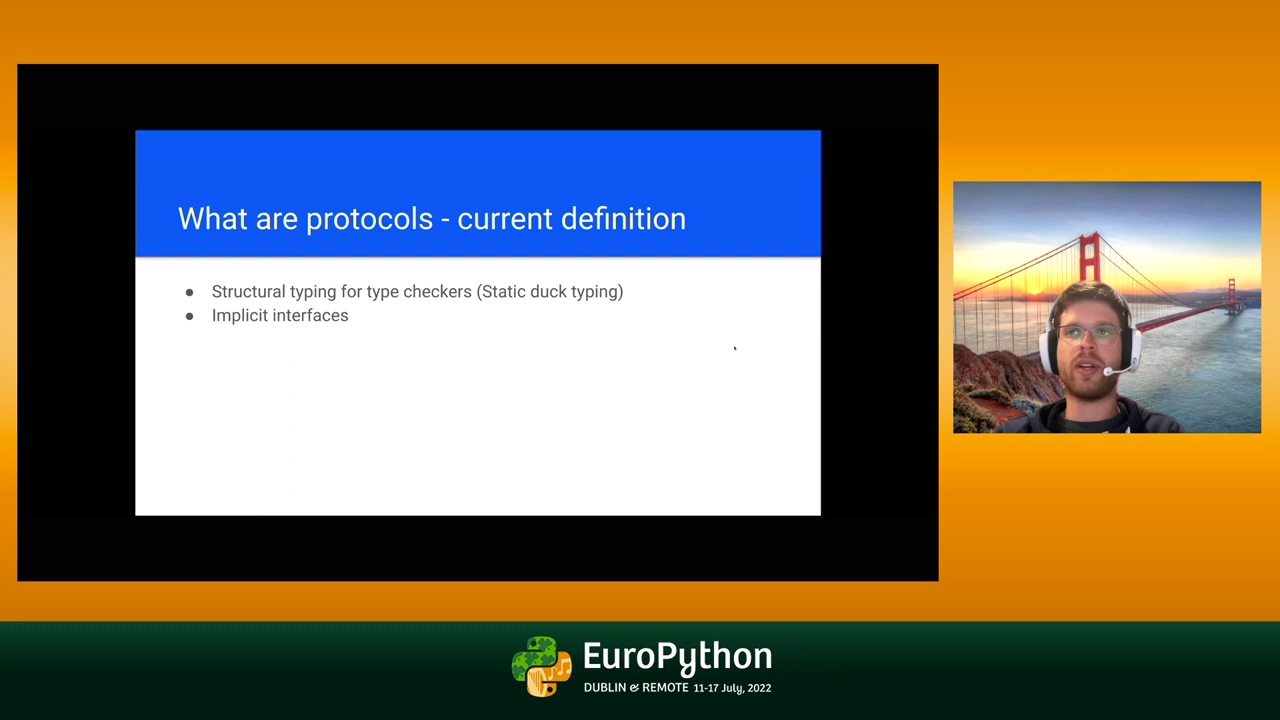 What are protocols - current definition
● Structural typing for type checkers (Static duck typing)
● Implicit interfaces
EuroPython
DUBLIN & REMOTE 11-17 July, 2022